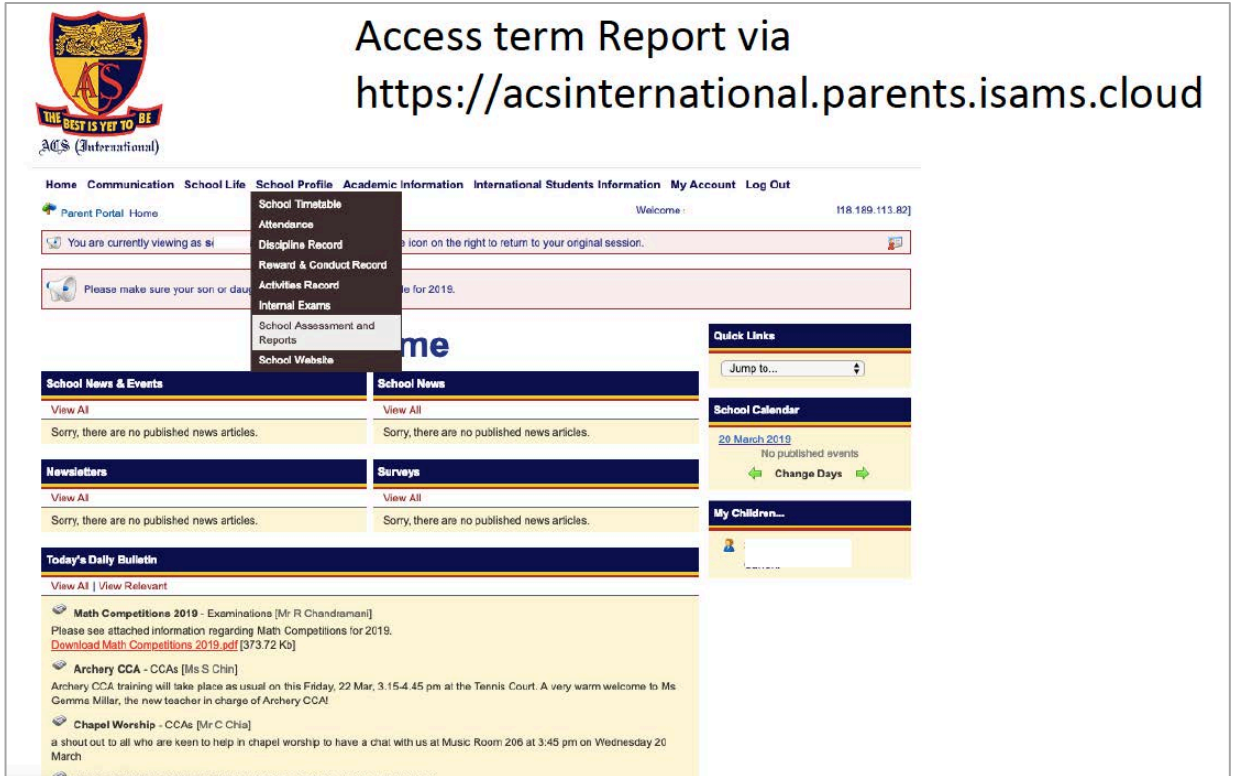 Access term Report via
https://acsinternational.parents.isams.cloud
ACS
THE BEST IS YET TO BE
ACS (International)
Home Communication School Life School Profile Academic Information International Students Information My Account Log Out
Parent Portal Home
Welcome :
118.189.113.82]
School Timetable
Attendance
Discipline Record
Reward & Conduct Record
Activities Record
Internal Exams
School Assessment and
Reports
School Website
You are currently viewing as
icon on the right to return to your original session.
Please make sure your son or
for 2019.
me
Quick Links
Jump to...
School News & Events
View All
Sorry, there are no published news articles.
School News
View All
Sorry, there are no published news articles.
School Calendar
20 March 2019
No published events
Change Days
Newsletters
View All
Sorry, there are no published news articles.
Surveys
View All
Sorry, there are no published news articles.
My Children...
Today's Daily Bulletin
View All | View Relevant
Math Competitions 2019 - Examinations [Mr R Chandramani]
Please see attached information regarding Math Competitions for 2019.
Download Math Competitions 2019.pdf [373.72 Kb]
Archery CCA - CCAs [Ms S Chin]
Archery CCA training will take place as usual on this Friday, 22 Mar, 3.15-4.45 pm at the Tennis Court. A very warm welcome to Ms
Gemma Millar, the new teacher in charge of Archery CCA!
Chapel Worship - CCAs [Mr C Chia]
a shout out to all who are keen to help in chapel worship to have a chat with us at Music Room 206 at 3:45 pm on Wednesday 20
March